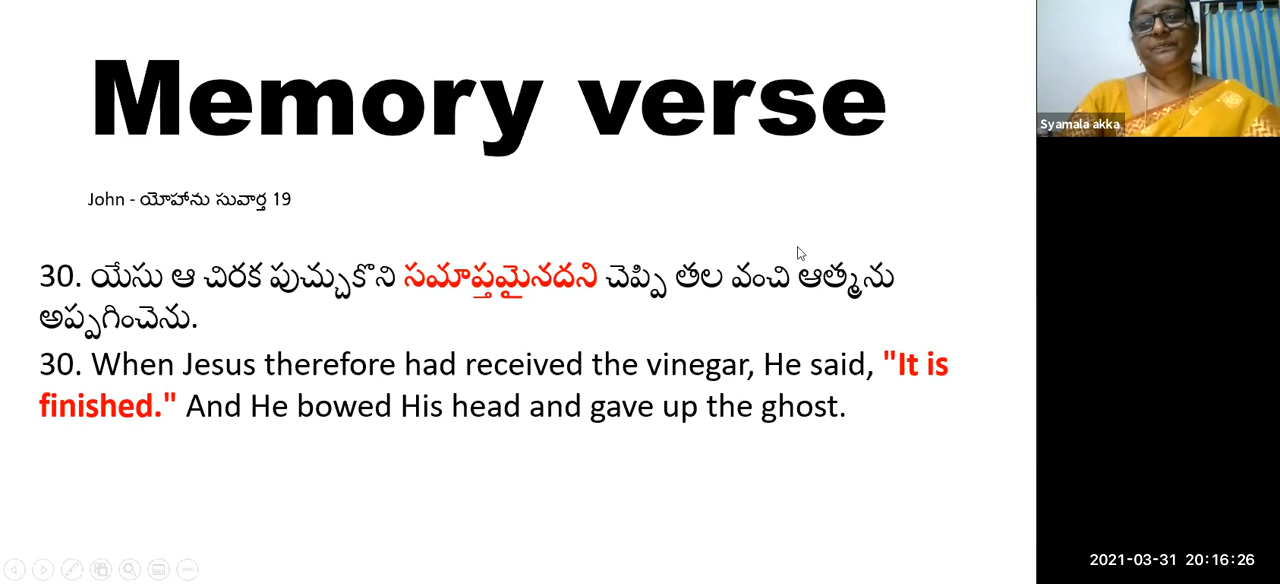 Memory verse
Syamala akka
John - యోహాను సువార్త 19
30. యేసు ఆ చిరక పుచ్చుకొని సమాప్తమైనదని చెప్పి తల వంచి ఆత్మను
అప్పగించెను.
30. When Jesus therefore had received the vinegar, He said, "It is
finished." And He bowed His head and gave up the ghost.
2021-03-31 20:16:26